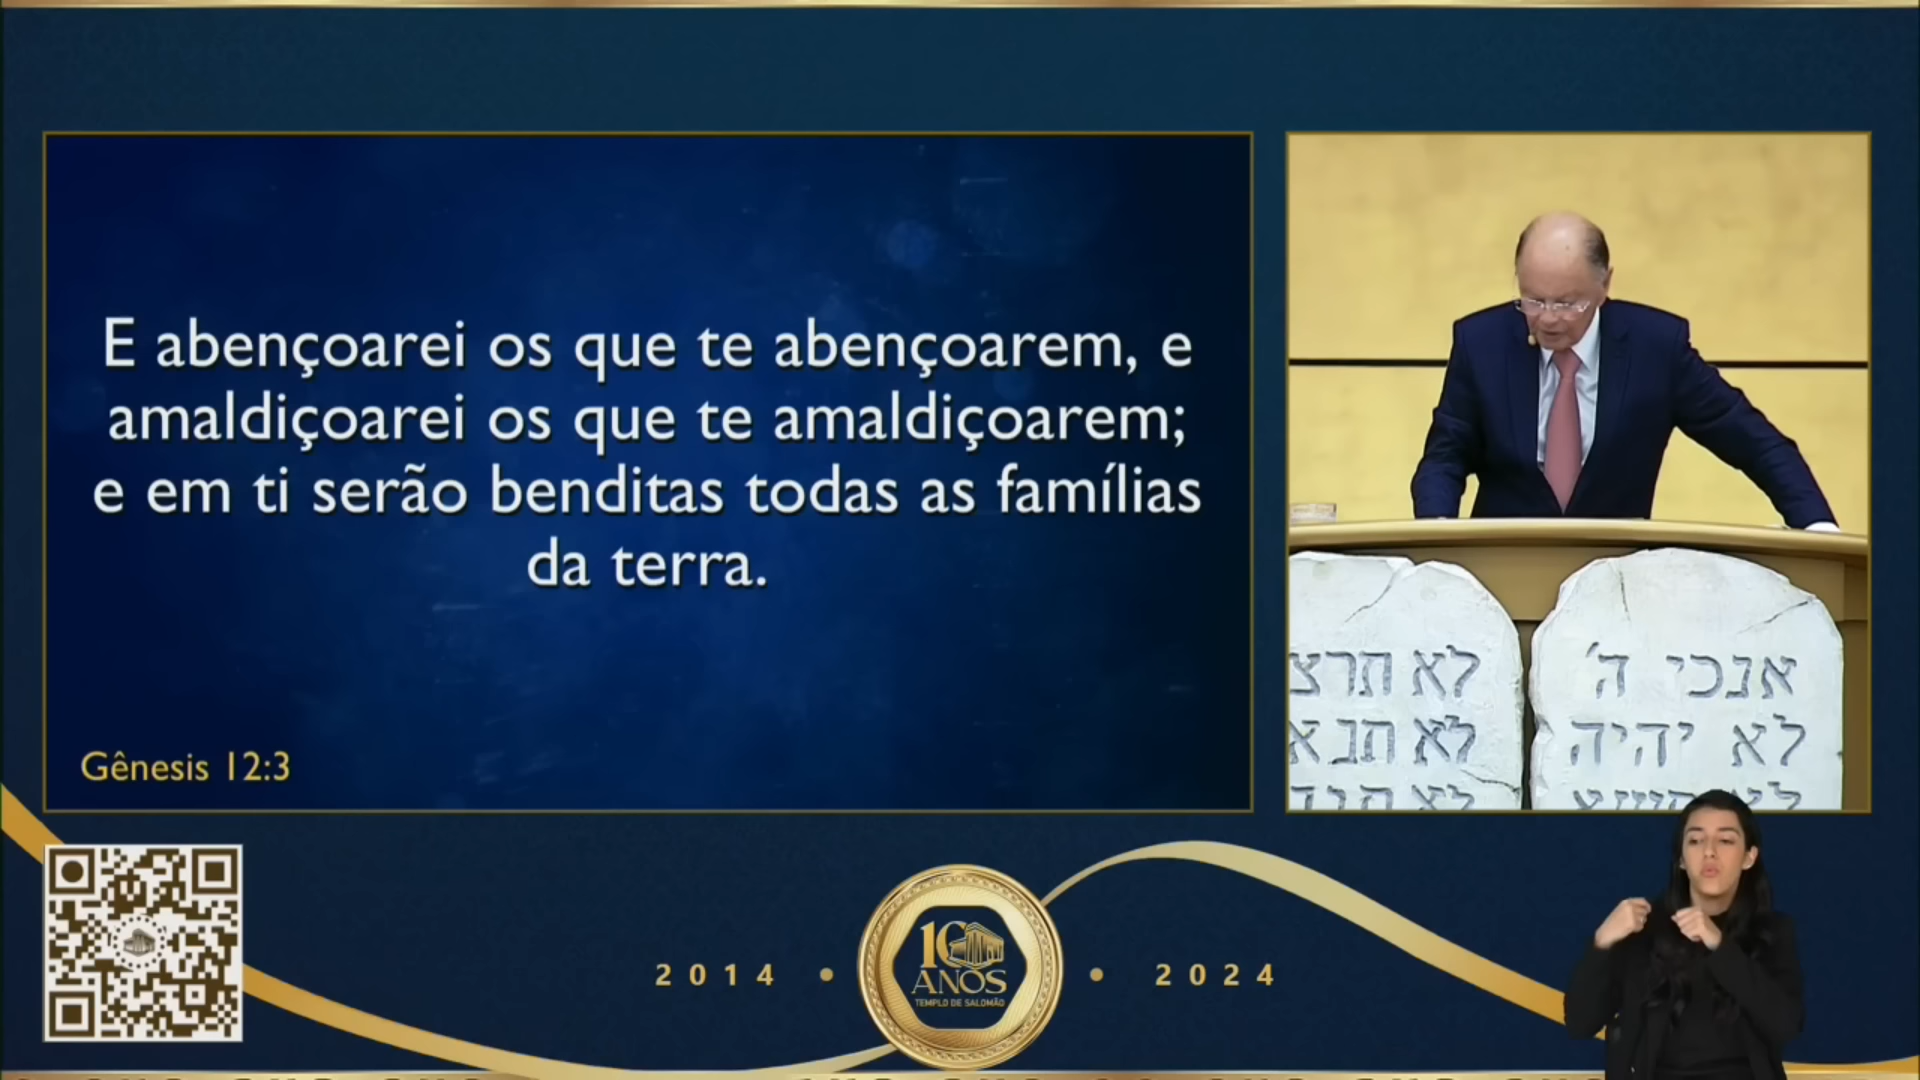 E abençoarei os que te abençoarem, e
amaldiçoarei os que te amaldiçoarem;
e em ti serão benditas todas as famílias
da terra.
Gênesis 12:3
אנכי ה'
לא יהיה
לא תרצ
לא תנא
2014 • 10 ANOS • 2024
TEMPLO DE SALOMÃO